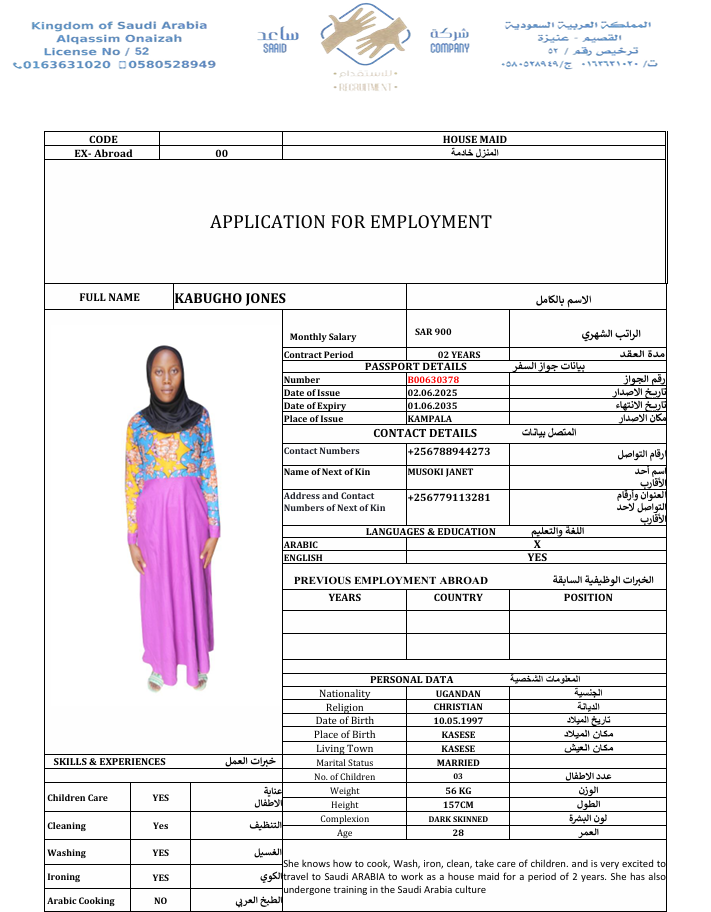 Kingdom of Saudi Arabia
Alqassim Onaizah
License No / 52
0163631020 0580528949
ساعد
SAAID
شركة
COMPANY
للاستقدام
RECRUITMENT
المملكة العربية السعودية
القصيم - عنيزة
ترخيص رقم / ٥٢
ت/ ٠١٦٣٦٣١٠٢٠ ج/ ٠٥٨٠٥٢٨٩٤٩
CODE HOUSE MAID
EX- Abroad 00 المنزل خادمة
APPLICATION FOR EMPLOYMENT
FULL NAME KABUGHO JONES الاسم بالكامل
Monthly Salary SAR 900 الراتب الشهري
Contract Period 02 YEARS مدة العقد
PASSPORT DETAILS بيانات جواز السفر
Number B00630378 رقم الجواز
Date of Issue 02.06.2025 تاريخ الاصدار
Date of Expiry 01.06.2035 تاريخ الانتهاء
Place of Issue KAMPALA مكان الاصدار
CONTACT DETAILS المتصل بيانات
Contact Numbers +256788944273 ارقام التواصل
Name of Next of Kin MUSOKI JANET اسم أحد
الأقارب
Address and Contact +256779113281 العنوان وأرقام
Numbers of Next of Kin التواصل لاحد
الأقارب
LANGUAGES & EDUCATION اللغة والتعليم
ARABIC X
ENGLISH YES
PREVIOUS EMPLOYMENT ABROAD الخبرات الوظيفية السابقة
YEARS COUNTRY POSITION
PERSONAL DATA المعلومات الشخصية
Nationality UGANDAN الجنسية
Religion CHRISTIAN الديانة
Date of Birth 10.05.1997 تاريخ الميلاد
Place of Birth KASESE مكان الميلاد
Living Town KASESE مكان العيش
Marital Status MARRIED
No. of Children 03 عدد الاطفال
Weight 56 KG الوزن
Height 157CM الطول
Complexion DARK SKINNED لون البشرة
Age 28 العمر
SKILLS & EXPERIENCES خبرات العمل
Children Care YES عناية
الاطفال
Cleaning Yes التنظيف
Washing YES الغسيل
Ironing YES الكوي
Arabic Cooking NO الطبخ العربي
She knows how to cook, Wash, iron, clean, take care of children. and is very excited to
travel to Saudi ARABIA to work as a house maid for a period of 2 years. She has also
undergone training in the Saudi Arabia culture